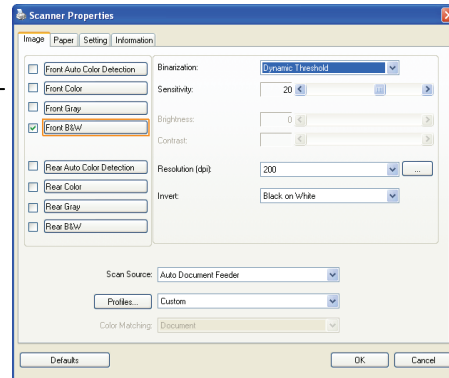 Scanner Properties
Image Paper Setting Information
Front Auto Color Detection
Front Color
Front Gray
Front B&W
Rear Auto Color Detection
Rear Color
Rear Gray
Rear B&W
Binarization: Dynamic Threshold
Sensitivity: 20
Brightness: 0
Contrast:
Resolution (dpi): 200 ...
Invert: Black on White
Scan Source: Auto Document Feeder
Profiles... Custom
Color Matching: Document
Defaults OK Cancel